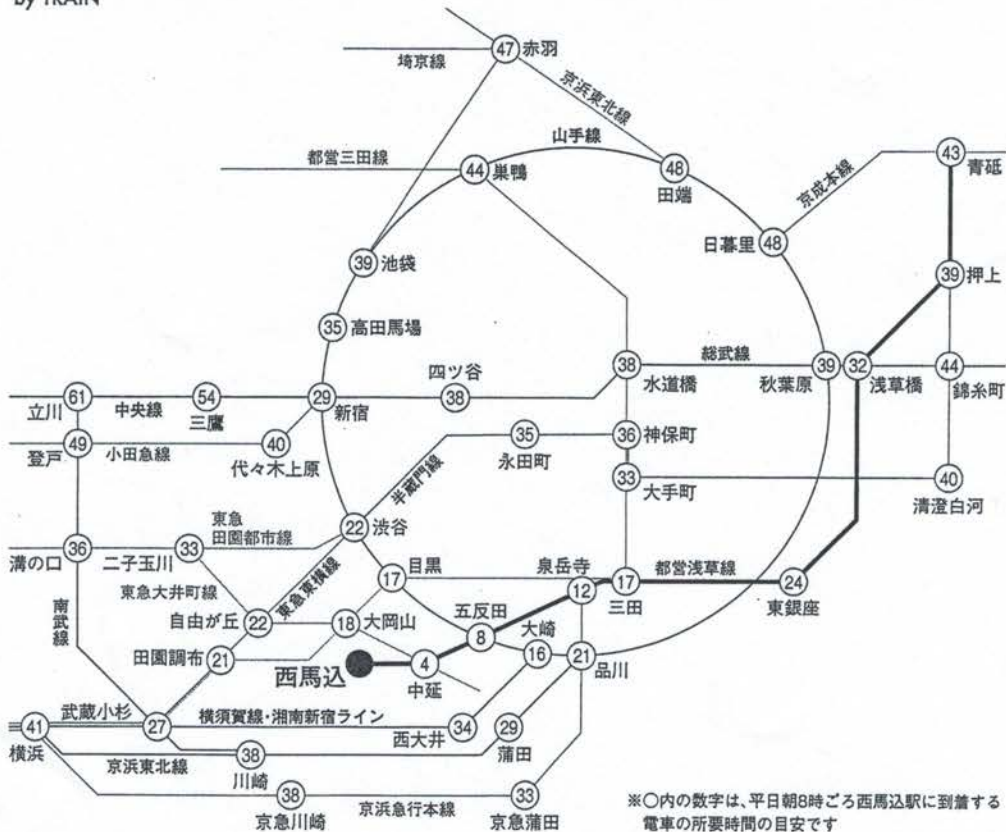 by TRAIN
47 赤羽
埼京線
京浜東北線
山手線
都営三田線
44 巣鴨
48 田端
京成本線
43 青砥
日暮里 48
39 池袋
39 押上
35 高田馬場
四ツ谷
総武線
61 立川
中央線
54 三鷹
29 新宿
38
38 水道橋
秋葉原 39
32 浅草橋
44 錦糸町
49 登戸
小田急線
40 代々木上原
半蔵門線
35 永田町
36 神保町
33 大手町
40 清澄白河
東急
田園都市線
22 渋谷
36 溝の口
33 二子玉川
東急大井町線
東急東横線
17 目黒
泉岳寺 12
17 三田
都営浅草線
24 東銀座
南武線
自由が丘 22
18 大岡山
五反田 8
大崎 16
21 品川
田園調布 21
西馬込
4 中延
武蔵小杉 27
横須賀線・湘南新宿ライン
34 西大井
29 蒲田
41 横浜
京浜東北線
38 川崎
38 京急川崎
京浜急行本線
33 京急蒲田
※○内の数字は、平日朝8時ごろ西馬込駅に到着する
電車の所要時間の目安です